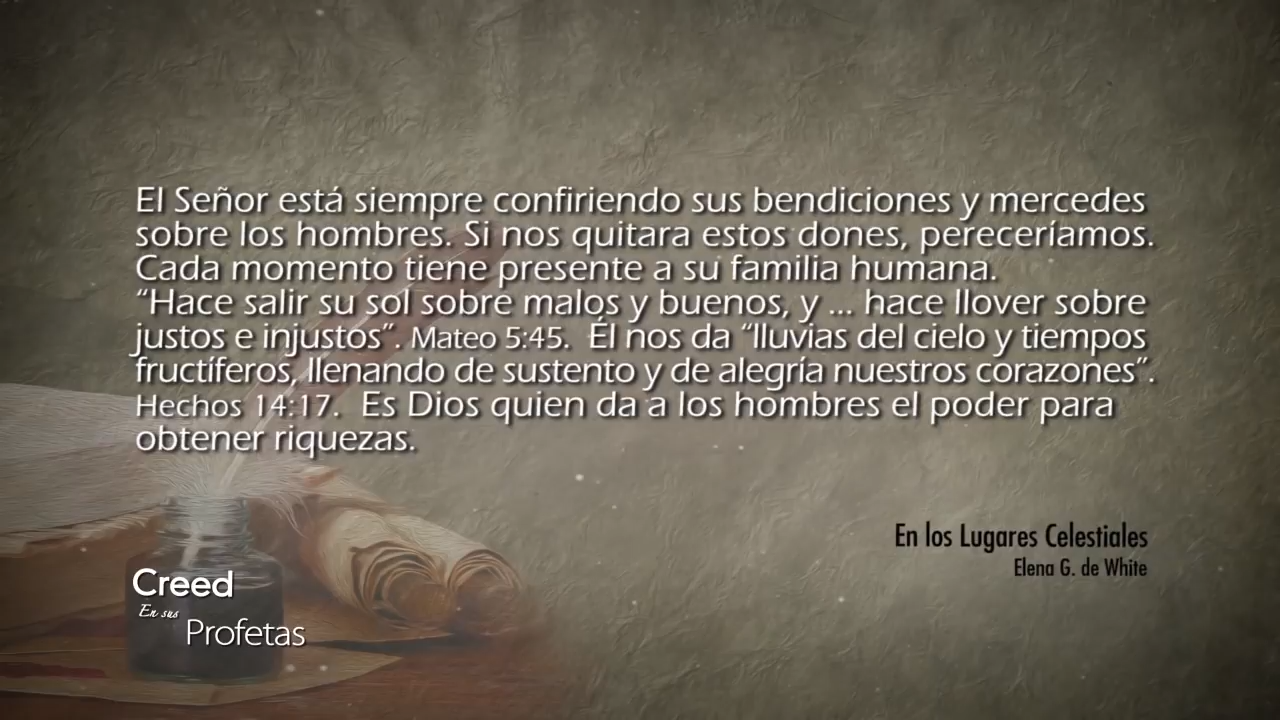 El Señor está siempre confiriendo sus bendiciones y mercedes
sobre los hombres. Si nos quitara estos dones, pereceríamos.
Cada momento tiene presente a su familia humana.
“Hace salir su sol sobre malos y buenos, y ... hace llover sobre
justos e injustos”. Mateo 5:45. Él nos da “lluvias del cielo y tiempos
fructíferos, llenando de sustento y de alegría nuestros corazones”.
Hechos 14:17. Es Dios quien da a los hombres el poder para
obtener riquezas.
En los Lugares Celestiales
Elena G. de White
Creed
En sus
Profetas